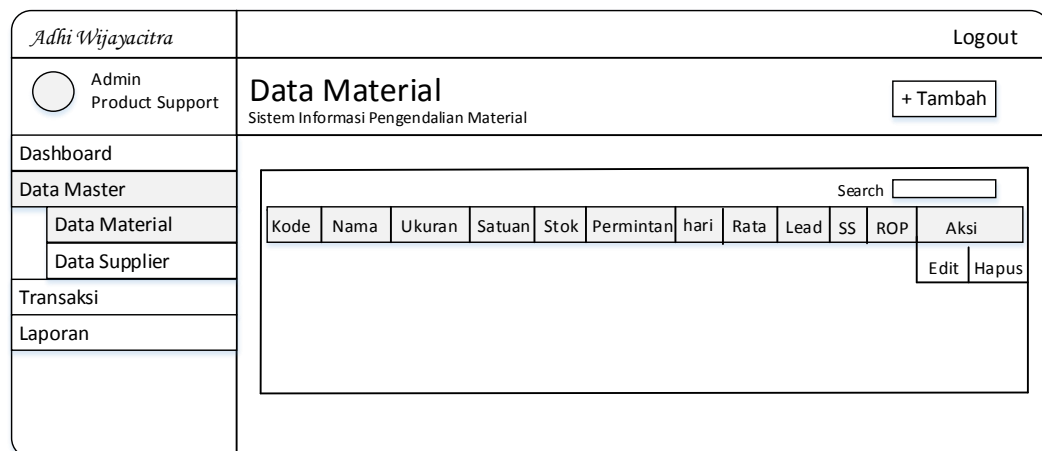 Adhi Wijayacitra
Logout
Admin
Product Support
Data Material
Sistem Informasi Pengendalian Material
+ Tambah
Dashboard
Data Master
Data Material
Data Supplier
Transaksi
Laporan
Search
Kode Nama Ukuran Satuan Stok Permintan hari Rata Lead SS ROP Aksi
Edit Hapus